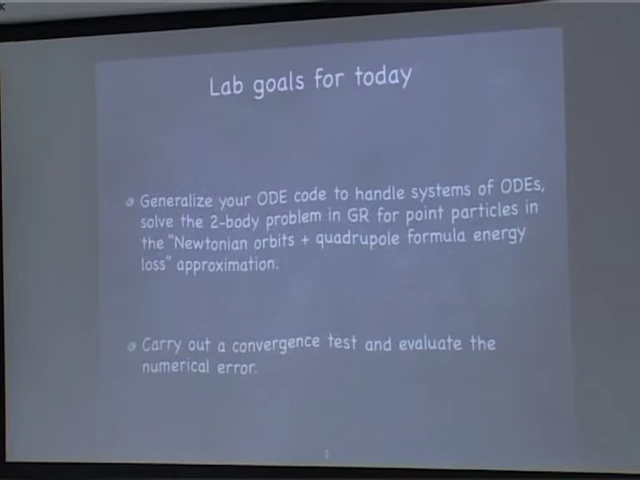 Lab goals for today
Generalize your ODE code to handle systems of ODEs,
solve the 2-body problem in GR for point particles in
the "Newtonian orbits + quadrupole formula energy
loss" approximation.
Carry out a convergence test and evaluate the
numerical error.